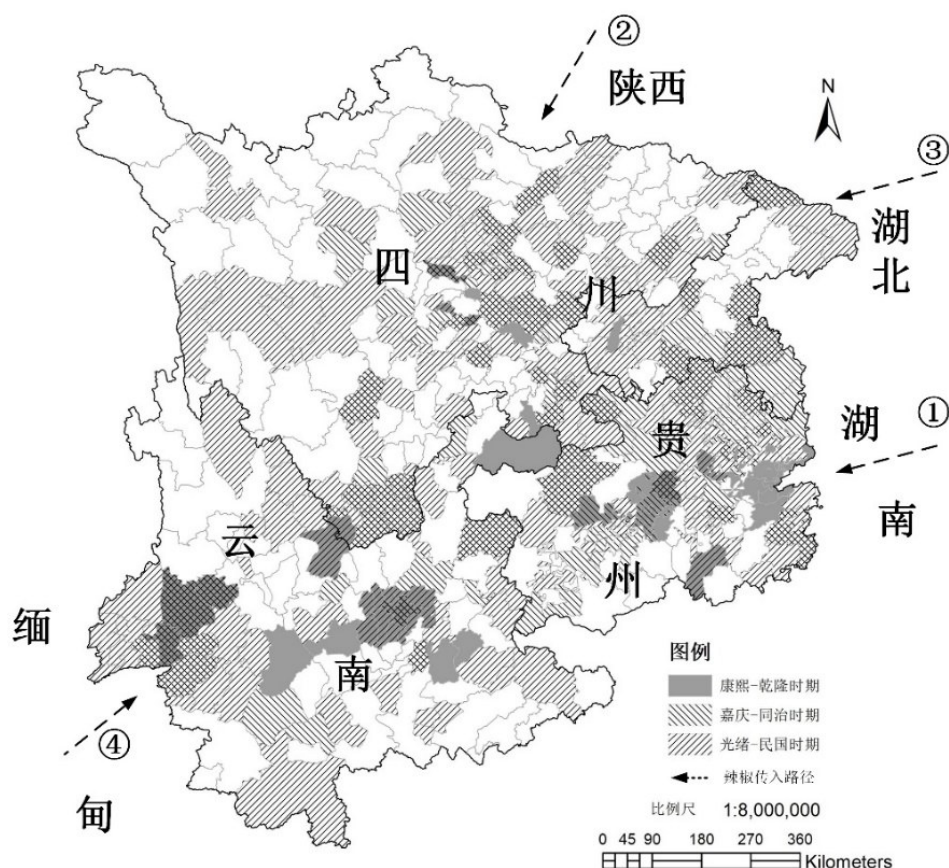 ②
陕西
N
③
湖
北
四
川
①
湖
南
贵
州
云
南
缅
甸
④
图例
康熙-乾隆时期
嘉庆-同治时期
光绪-民国时期
辣椒传入路径
比例尺 1:8,000,000
0 45 90 180 270 360
Kilometers